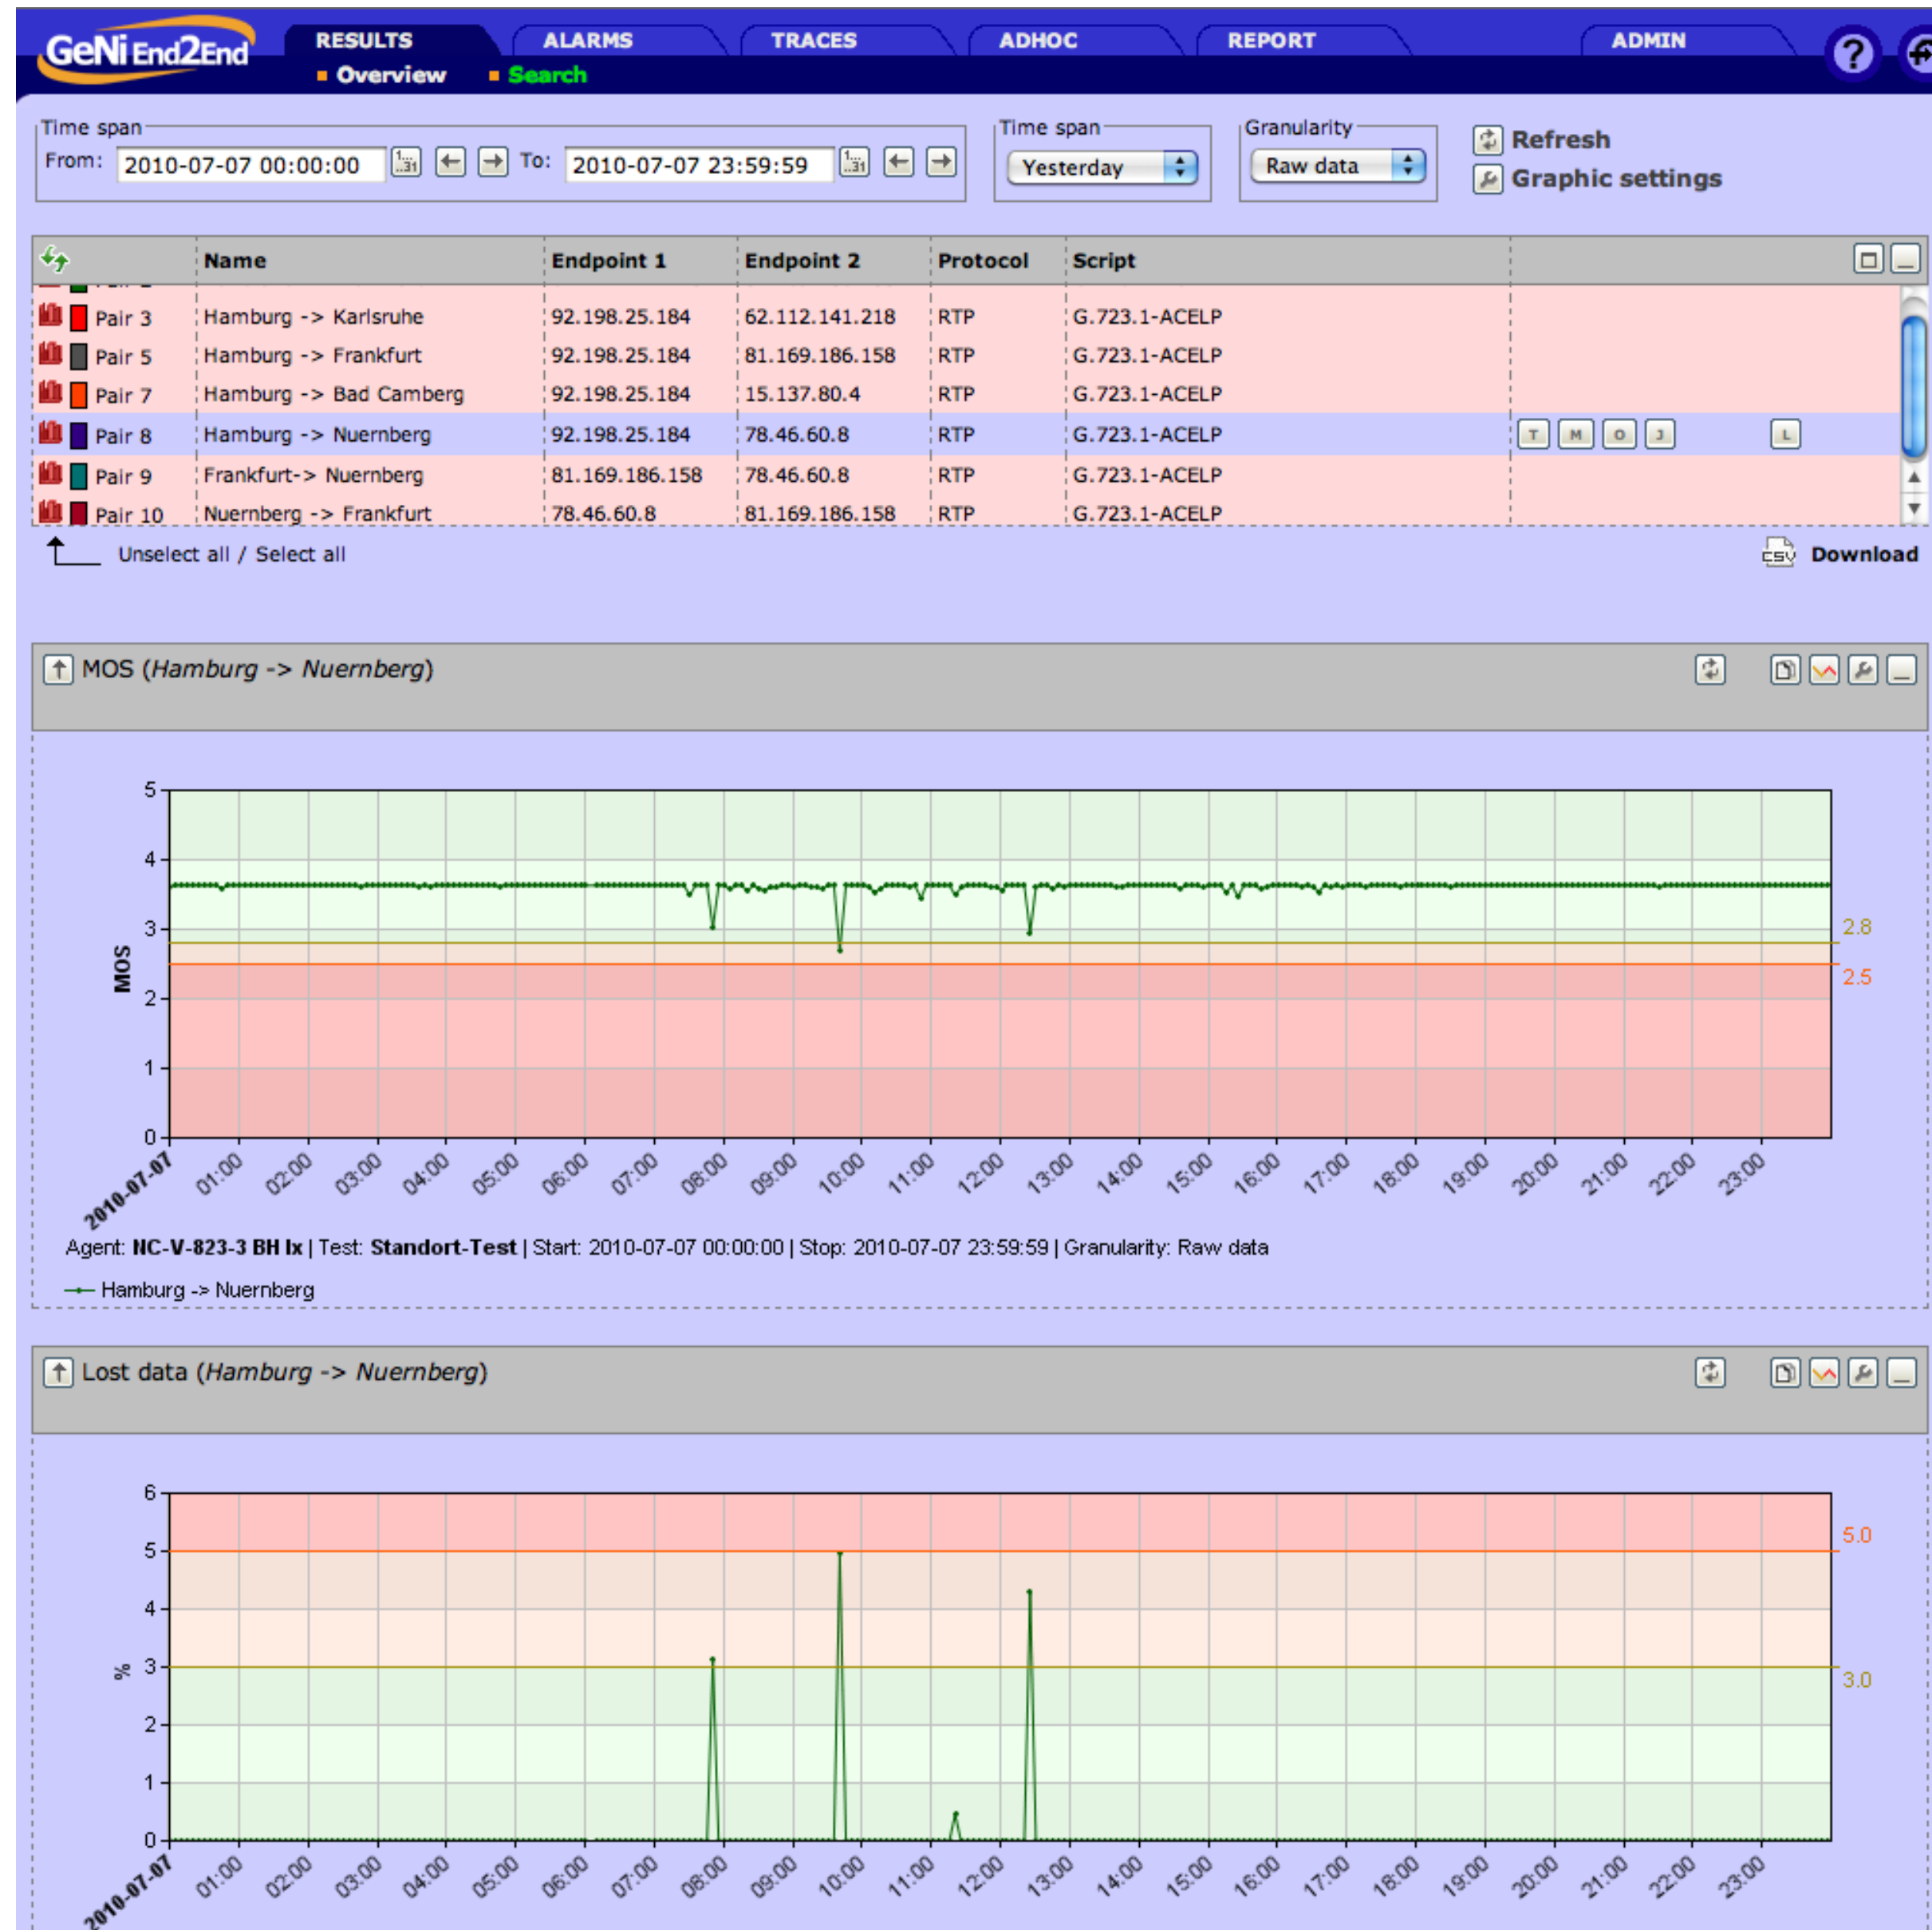 GeNi End2End RESULTS ALARMS TRACES ADHOC REPORT ADMIN ?
Overview Search
Time span Time span Granularity
From: 2010-07-07 00:00:00 To: 2010-07-07 23:59:59 Yesterday Raw data
Refresh
Graphic settings
Name Endpoint 1 Endpoint 2 Protocol Script
Pair 3 Hamburg -> Karlsruhe 92.198.25.184 62.112.141.218 RTP G.723.1-ACELP
Pair 5 Hamburg -> Frankfurt 92.198.25.184 81.169.186.158 RTP G.723.1-ACELP
Pair 7 Hamburg -> Bad Camberg 92.198.25.184 15.137.80.4 RTP G.723.1-ACELP
Pair 8 Hamburg -> Nuernberg 92.198.25.184 78.46.60.8 RTP G.723.1-ACELP T M O J L
Pair 9 Frankfurt-> Nuernberg 81.169.186.158 78.46.60.8 RTP G.723.1-ACELP
Pair 10 Nuernberg -> Frankfurt 78.46.60.8 81.169.186.158 RTP G.723.1-ACELP
Unselect all / Select all CSV Download
MOS (Hamburg -> Nuernberg)
5
4
3
2.8
MOS
2.5
2
1
0
2010-07-07 01:00 02:00 03:00 04:00 05:00 06:00 07:00 08:00 09:00 10:00 11:00 12:00 13:00 14:00 15:00 16:00 17:00 18:00 19:00 20:00 21:00 22:00 23:00
Agent: NC-V-823-3 BH lx | Test: Standort-Test | Start: 2010-07-07 00:00:00 | Stop: 2010-07-07 23:59:59 | Granularity: Raw data
Hamburg -> Nuernberg
Lost data (Hamburg -> Nuernberg)
6
5.0
5
4
% 3
3.0
2
1
0
2010-07-07 01:00 02:00 03:00 04:00 05:00 06:00 07:00 08:00 09:00 10:00 11:00 12:00 13:00 14:00 15:00 16:00 17:00 18:00 19:00 20:00 21:00 22:00 23:00